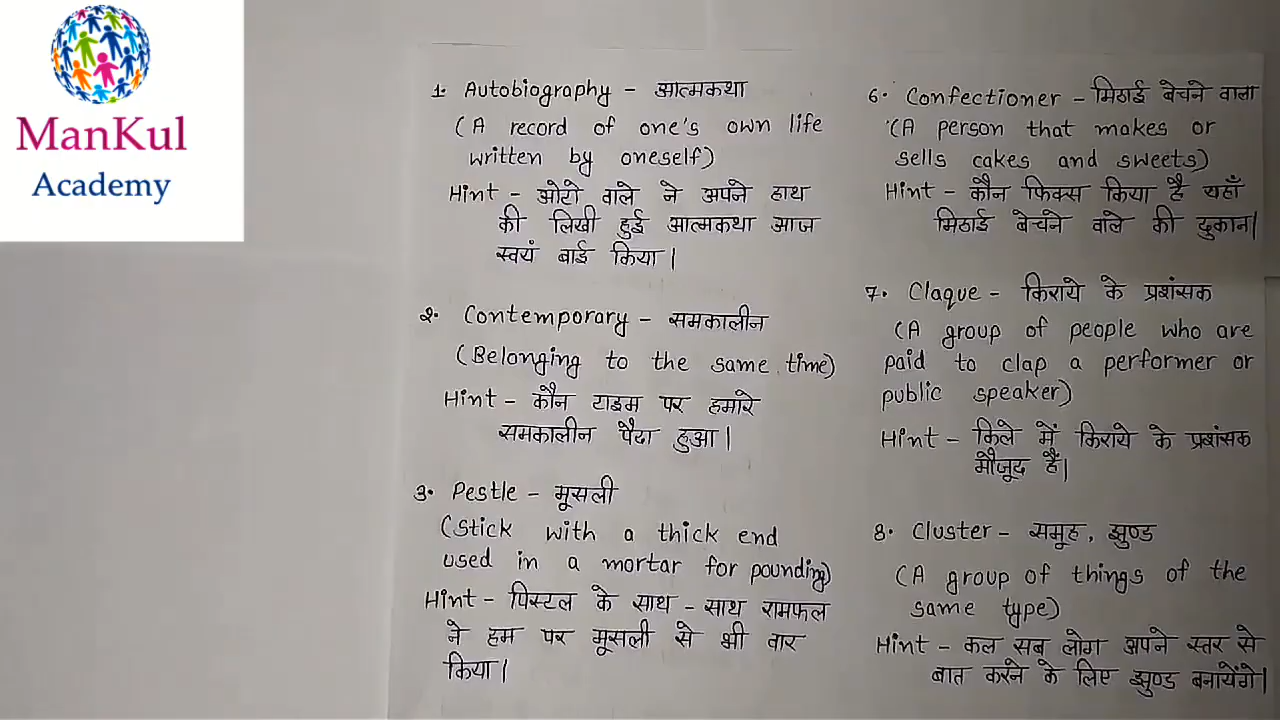 ManKul
Academy
1. Autobiography - आत्मकथा
(A record of one's own life
written by oneself)
Hint - ओटो वाले ने अपने हाथ
की लिखी हुई आत्मकथा आज
स्वयं बाई किया।
2. Contemporary - समकालीन
(Belonging to the same time)
Hint - कौन टाइम पर हमारे
समकालीन पैदा हुआ।
3. Pestle - मूसली
(Stick with a thick end
used in a mortar for pounding)
Hint - पिस्टल के साथ - साथ रामफल
ने हम पर मूसली से भी वार
किया।
6. Confectioner - मिठाई बेचने वाला
(A person that makes or
sells cakes and sweets)
Hint - कौन फिक्स किया है यहाँ
मिठाई बेचने वाले की दुकान।
7. Claque - किराये के प्रशंसक
(A group of people who are
paid to clap a performer or
public speaker)
Hint - किले में किराये के प्रशंसक
मौजूद हैं।
8. Cluster - समूह, झुण्ड
(A group of things of the
same type)
Hint - कल सब लोग अपने स्तर से
बात करने के लिए झुण्ड बनायेंगे।